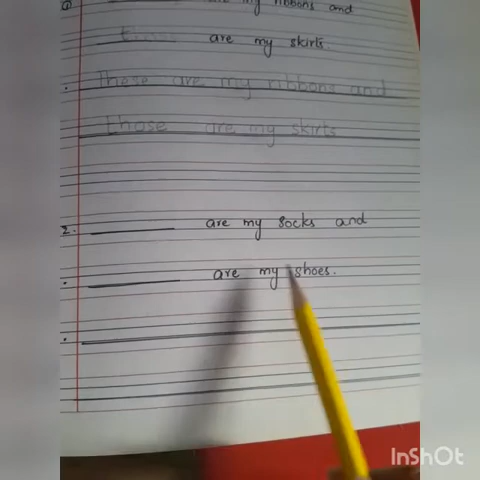 are my ribbons and
those are my skirts.
These are my ribbons and
those are my skirts
2. are my socks and
are my shoes.
InShOt